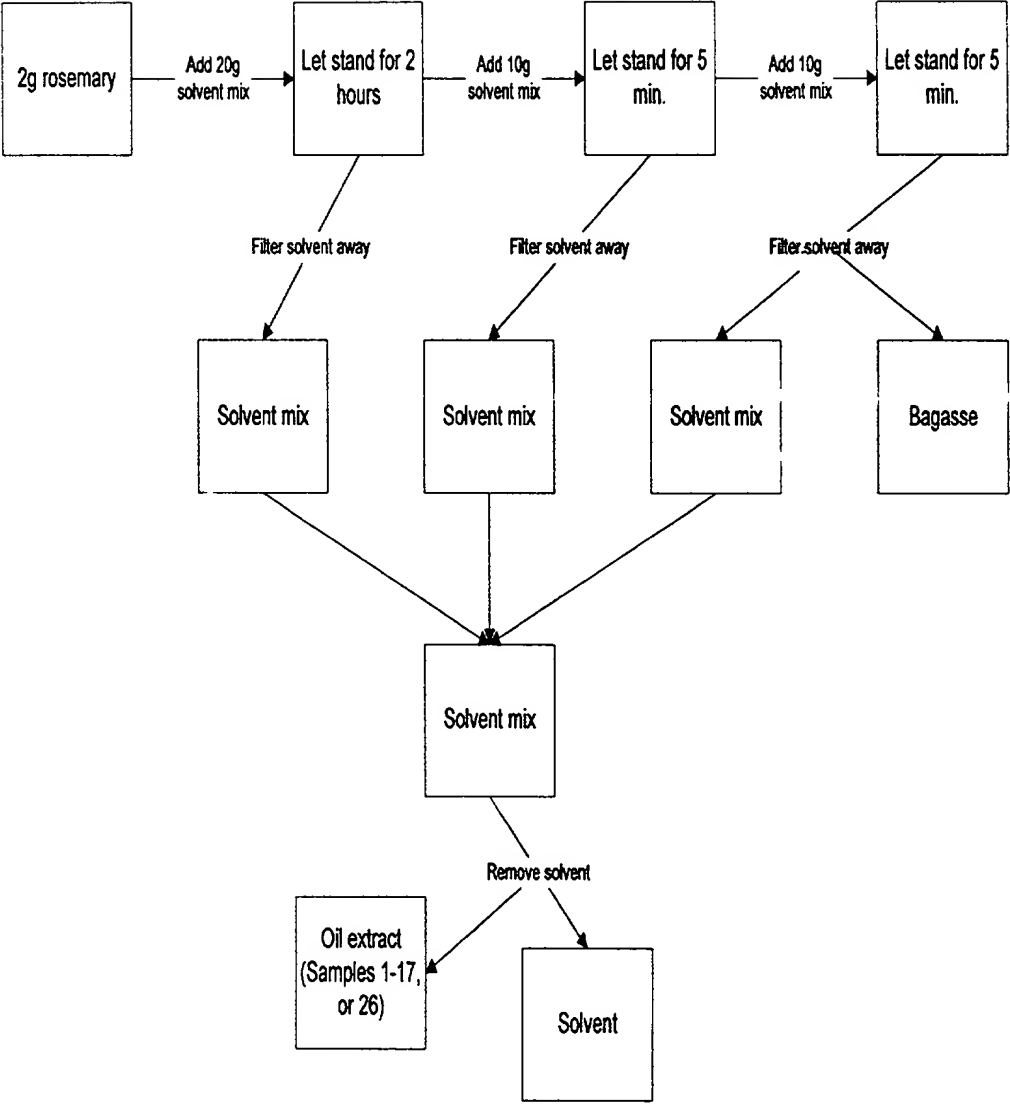 2g rosemary
Add 20g
solvent mix
Let stand for 2
hours
Add 10g
solvent mix
Let stand for 5
min.
Add 10g
solvent mix
Let stand for 5
min.
Filter solvent away
Filter solvent away
Filter solvent away
Solvent mix
Solvent mix
Solvent mix
Bagasse
Solvent mix
Remove solvent
Oil extract
(Samples 1-17,
or 26)
Solvent